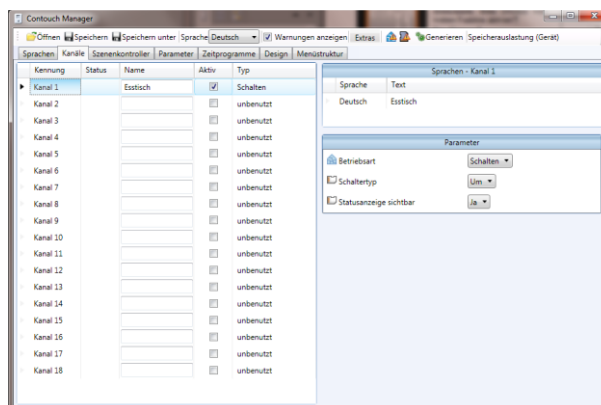 Contouch Manager
Öffnen Speichern Speichern unter Sprache Deutsch Warnungen anzeigen Extras Generieren Speicherauslastung (Gerät)
Sprachen Kanäle Szenenkontroller Parameter Zeitprogramme Design Menüstruktur
Kennung Status Name Aktiv Typ
Kanal 1 Esstisch Schalten
Kanal 2 unbenutzt
Kanal 3 unbenutzt
Kanal 4 unbenutzt
Kanal 5 unbenutzt
Kanal 6 unbenutzt
Kanal 7 unbenutzt
Kanal 8 unbenutzt
Kanal 9 unbenutzt
Kanal 10 unbenutzt
Kanal 11 unbenutzt
Kanal 12 unbenutzt
Kanal 13 unbenutzt
Kanal 14 unbenutzt
Kanal 15 unbenutzt
Kanal 16 unbenutzt
Kanal 17 unbenutzt
Kanal 18 unbenutzt
Sprachen - Kanal 1
Sprache Text
Deutsch Esstisch
Parameter
Betriebsart Schalten
Schaltertyp Um
Statusanzeige sichtbar Ja